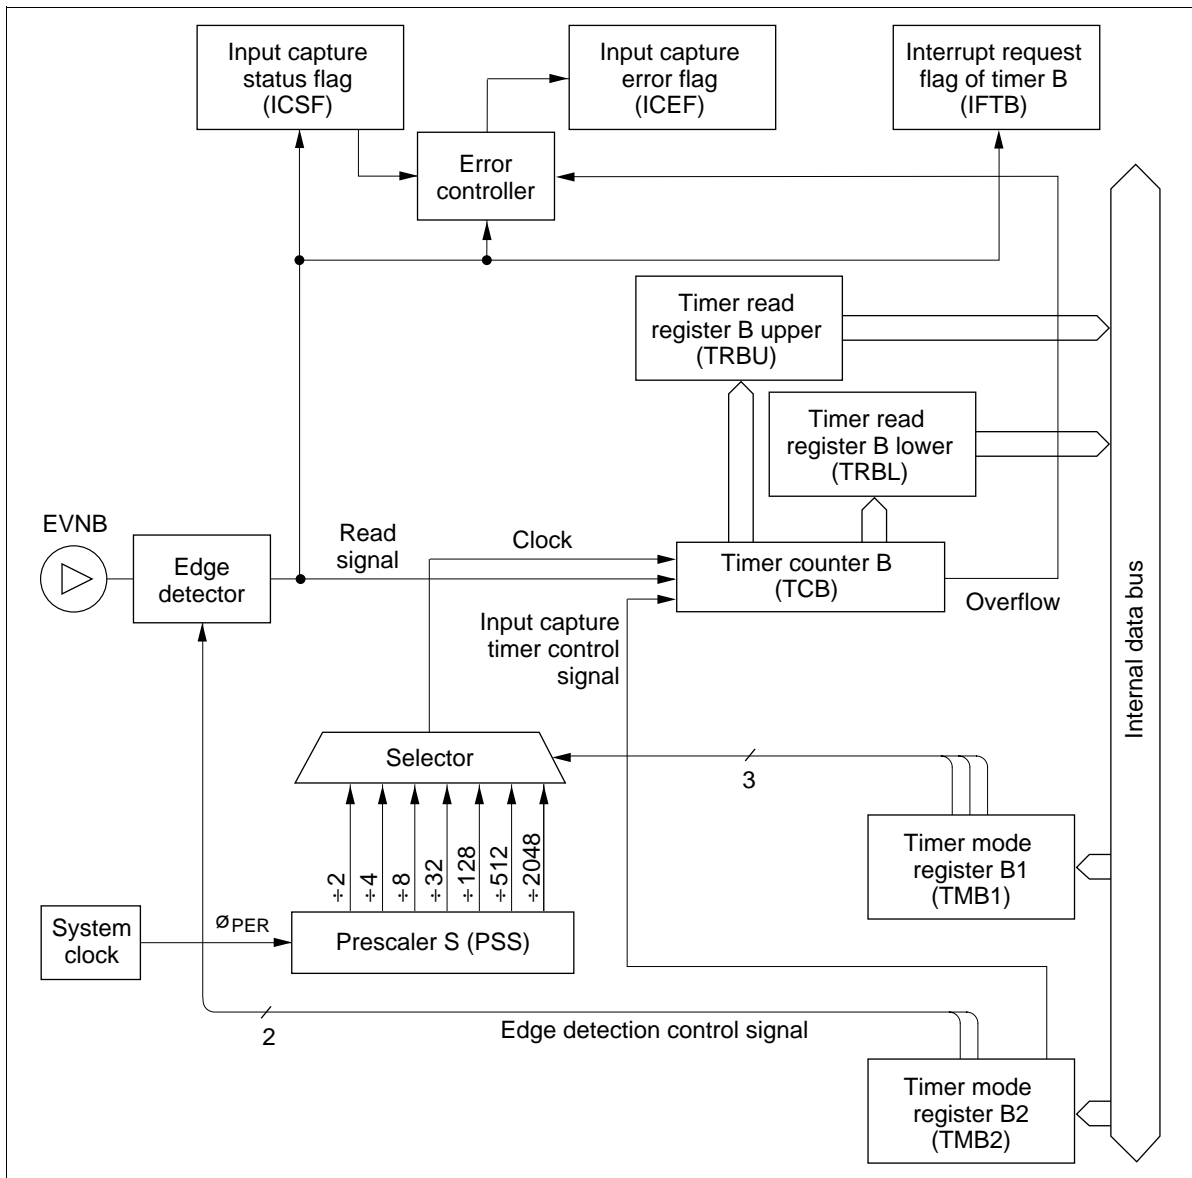 Input capture
status flag
(ICSF)
Input capture
error flag
(ICEF)
Interrupt request
flag of timer B
(IFTB)
Error
controller
Timer read
register B upper
(TRBU)
Timer read
register B lower
(TRBL)
EVNB
Edge
detector
Read
signal
Clock
Timer counter B
(TCB)
Overflow
Input capture
timer control
signal
Internal data bus
Selector
3
÷2
÷4
÷8
÷32
÷128
÷512
÷2048
Timer mode
register B1
(TMB1)
System
clock
øPER
Prescaler S (PSS)
2
Edge detection control signal
Timer mode
register B2
(TMB2)